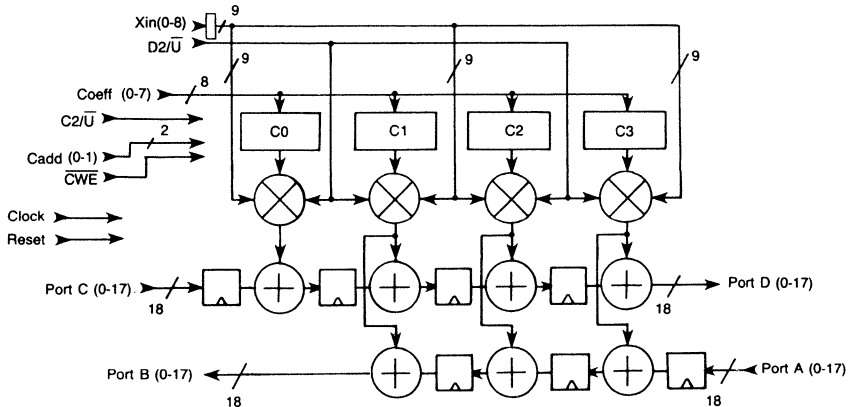 Xin(0-8)
9
D2/U̅
9
9
9
Coeff (0-7)
8
C2/U̅
C0
C1
C2
C3
2
Cadd (0-1)
C̅W̅E̅
Clock
Reset
Port C (0-17)
18
18
Port D (0-17)
Port B (0-17)
18
18
Port A (0-17)